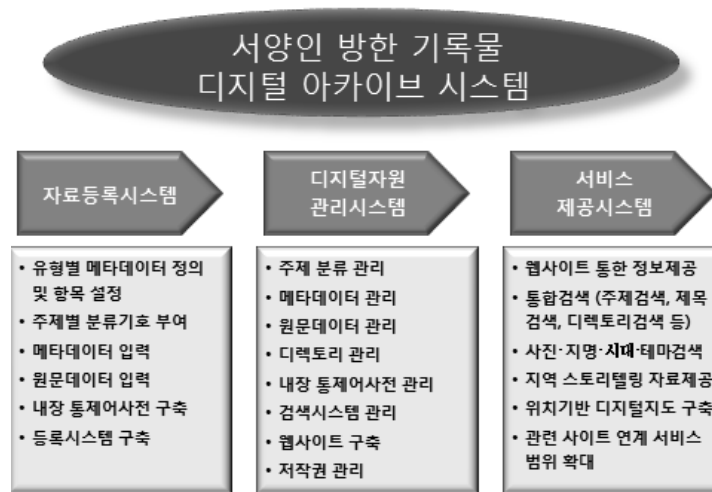 서양인 방한 기록물
디지털 아카이브 시스템
자료등록시스템
• 유형별 메타데이터 정의
및 항목 설정
• 주제별 분류기호 부여
• 메타데이터 입력
• 원문데이터 입력
• 내장 통제어사전 구축
• 등록시스템 구축
디지털자원
관리시스템
• 주제 분류 관리
• 메타데이터 관리
• 원문데이터 관리
• 디렉토리 관리
• 내장 통제어사전 관리
• 검색시스템 관리
• 웹사이트 구축
• 저작권 관리
서비스
제공시스템
• 웹사이트 통한 정보제공
• 통합검색 (주제검색, 제목
검색, 디렉토리검색 등)
• 사진·지명·시대·테마검색
• 지역 스토리텔링 자료제공
• 위치기반 디지털지도 구축
• 관련 사이트 연계 서비스
범위 확대